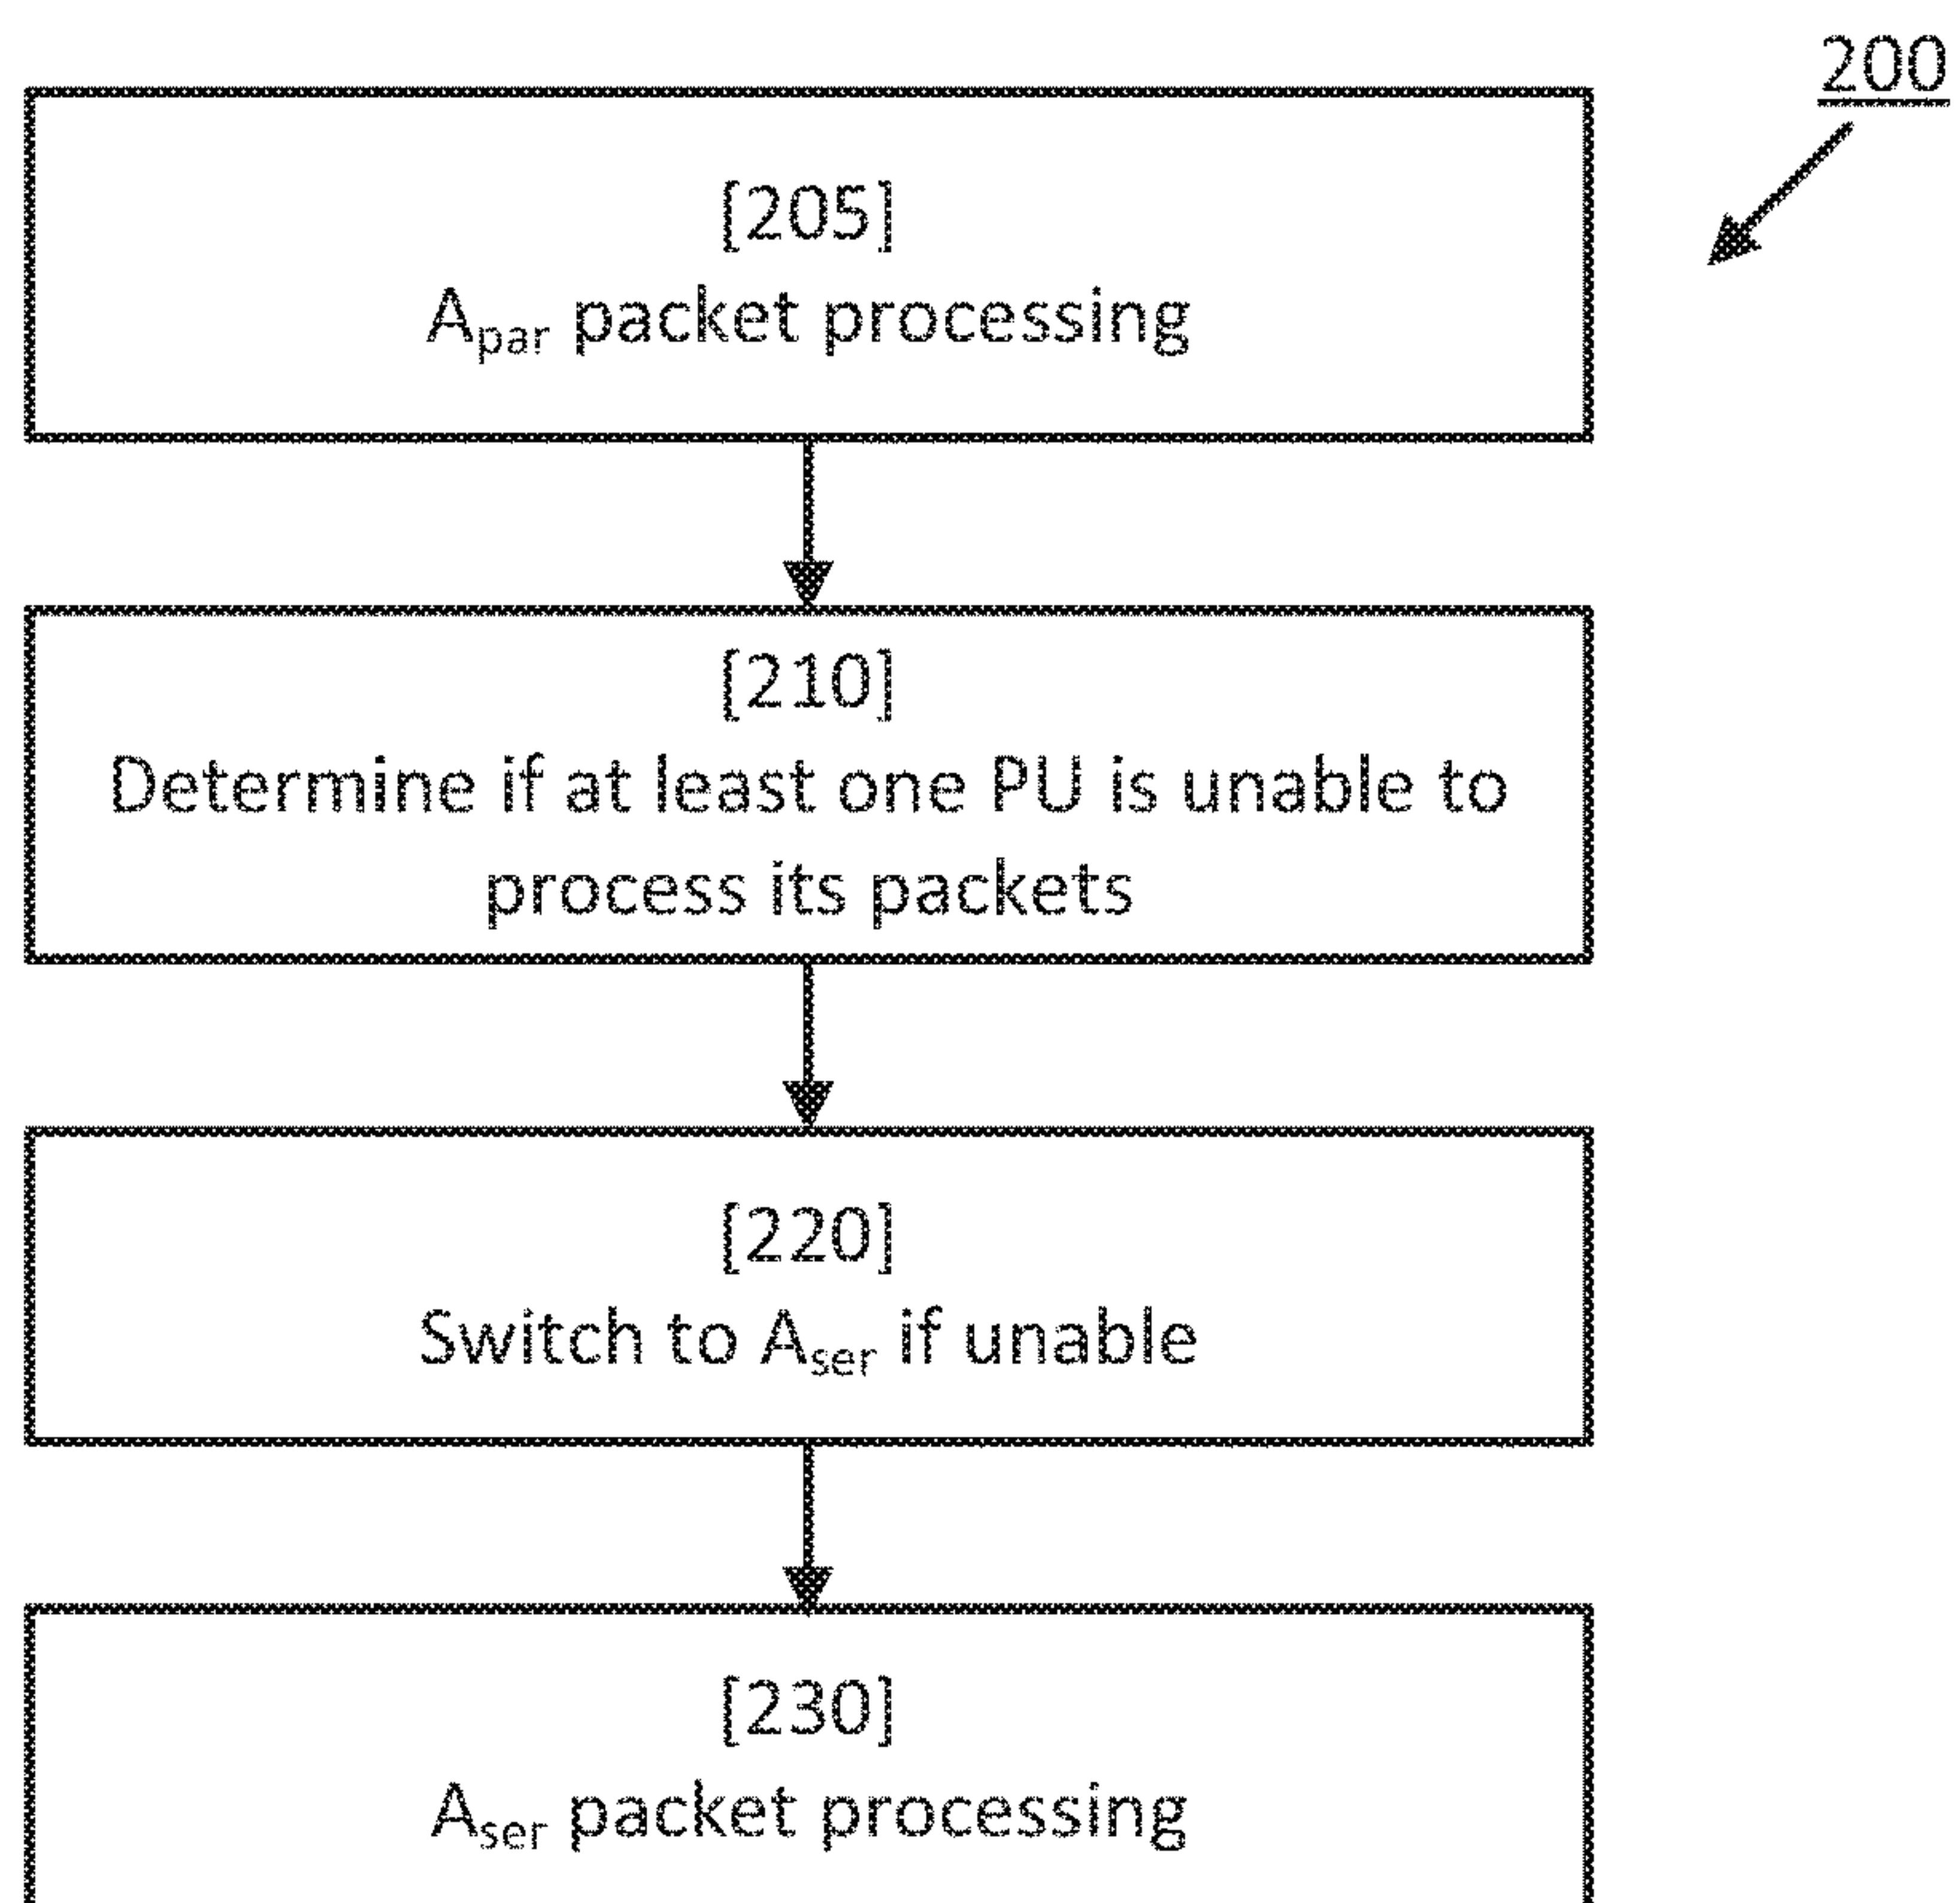 200
[205]
Apar packet processing
[210]
Determine if at least one PU is unable to
process its packets
[220]
Switch to Aser if unable
[230]
Aser packet processing